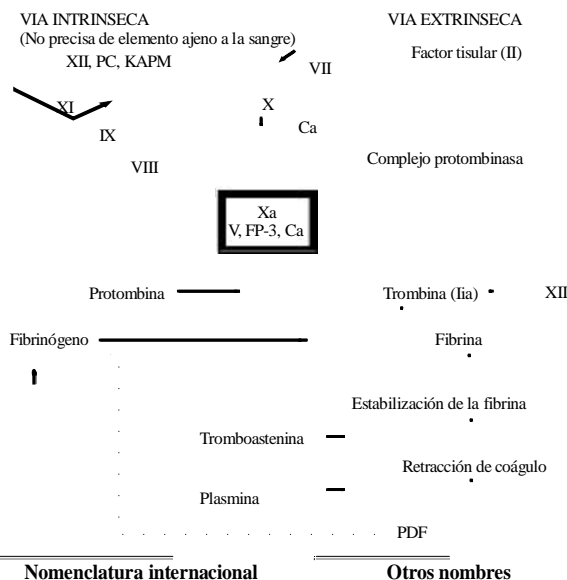 VIA INTRINSECA
(No precisa de elemento ajeno a la sangre)
XII, PC, KAPM
VIA EXTRINSECA
Factor tisular (II)
VII
XI
X
IX
Ca
VIII
Complejo protombinasa
Xa
V, FP-3, Ca
Protombina
Trombina (Iia)
XII
Fibrinógeno
Fibrina
Estabilización de la fibrina
Tromboastenina
Retracción de coágulo
Plasmina
PDF
Nomenclatura internacional
Otros nombres